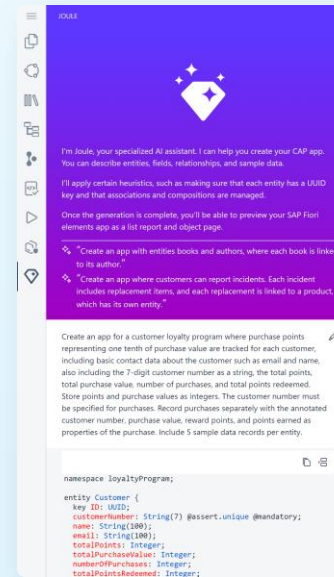 JOULE
I'm Joule, your specialized AI assistant. I can help you create your CAP app.
You can describe entities, fields, relationships, and sample data.
I'll apply certain heuristics, such as making sure that each entity has a UUID
key and that associations and compositions are managed.
Once the generation is complete, you'll be able to preview your SAP Fiori
elements app as a list report and object page.
"Create an app with entities books and authors, where each book is linked
to its author."
"Create an app where customers can report incidents. Each incident
includes replacement items, and each replacement is linked to a product,
which has its own entity."
Create an app for a customer loyalty program where purchase points
representing one tenth of purchase value are tracked for each customer,
including basic contact data about the customer such as email and name,
also including the 7-digit customer number as a string, the total points,
total purchase value, number of purchases, and total points redeemed.
Store points and purchase values as integers. The customer number must
be specified for purchases. Record purchases separately with the annotated
customer number, purchase value, reward points, and points earned as
properties of the purchase. Include 5 sample data records per entity.
namespace loyaltyProgram;
entity Customer {
key ID: UUID;
customerNumber: String(7) @assert.unique @mandatory;
name: String(100);
email: String(100);
totalPoints: Integer;
totalPurchaseValue: Integer;
numberOfPurchases: Integer;
totalPointsRedeemed: Integer;